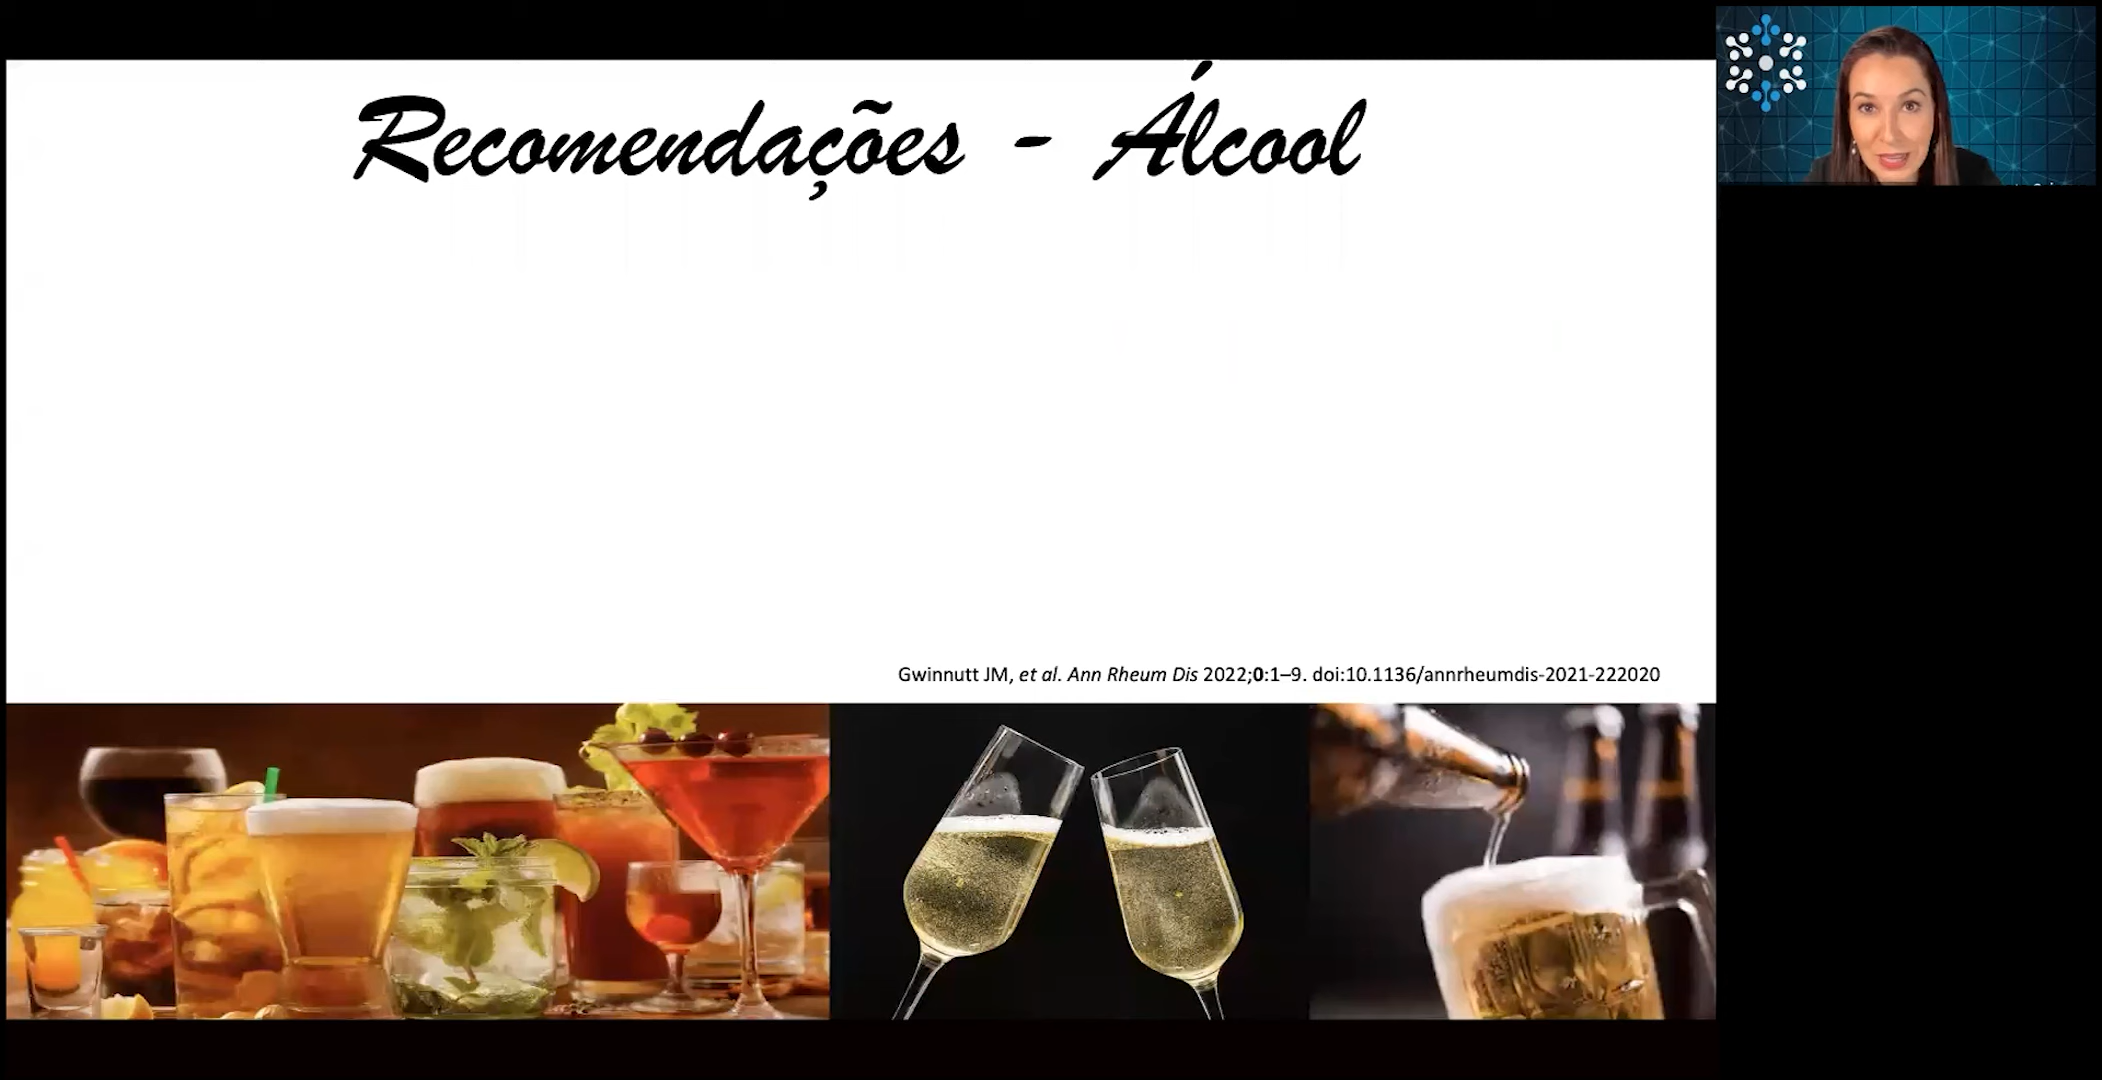 Recomendações - Álcool
Gwinnutt JM, et al. Ann Rheum Dis 2022;0:1–9. doi:10.1136/annrheumdis-2021-222020